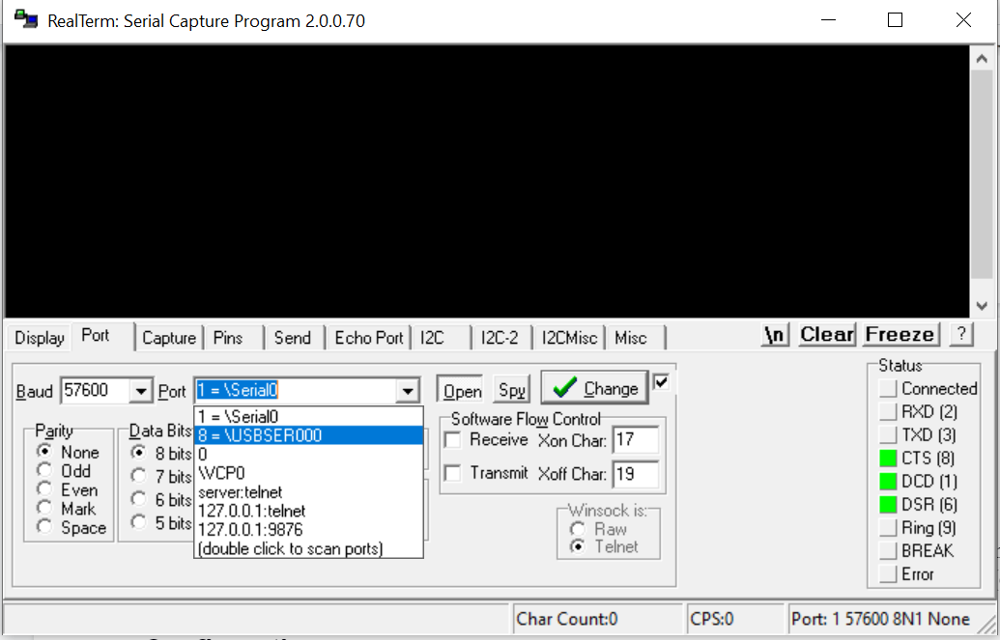 RealTerm: Serial Capture Program 2.0.0.70
Display Port Capture Pins Send Echo Port I2C I2C-2 I2CMisc Misc \n Clear Freeze ?
Baud 57600 Port 1 = \Serial0 Open Spy Change
1 = \Serial0
8 = \USBSER000
0
\VCP0
server:telnet
127.0.0.1:telnet
127.0.0.1:9876
(double click to scan ports)
Parity
None
Odd
Even
Mark
Space
Data Bits
8 bits
7 bits
6 bits
5 bits
Software Flow Control
Receive Xon Char: 17
Transmit Xoff Char: 19
Winsock is:
Raw
Telnet
Status
Connected
RXD (2)
TXD (3)
CTS (8)
DCD (1)
DSR (6)
Ring (9)
BREAK
Error
Char Count:0 CPS:0 Port: 1 57600 8N1 None